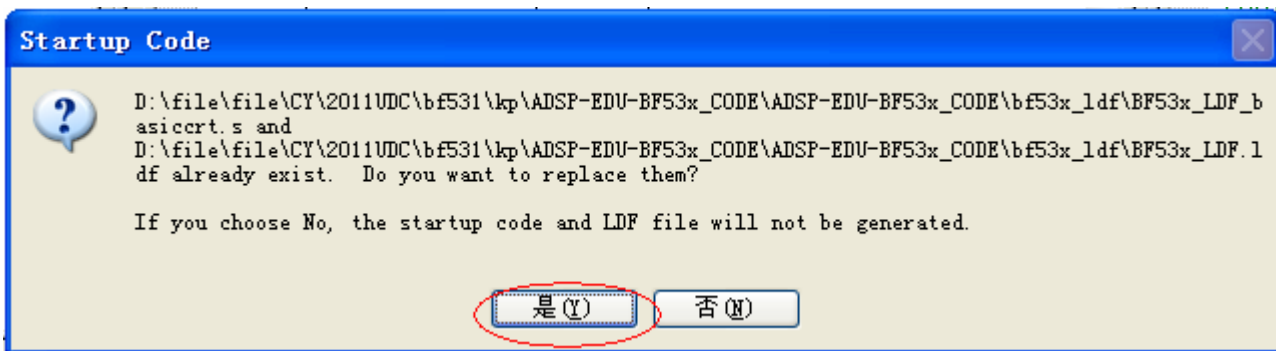 Startup Code
D:\file\file\CY\2011UDC\bf531\kp\ADSP-EDU-BF53x_CODE\ADSP-EDU-BF53x_CODE\bf53x_ldf\BF53x_LDF_b
asiccrt.s and
D:\file\file\CY\2011UDC\bf531\kp\ADSP-EDU-BF53x_CODE\ADSP-EDU-BF53x_CODE\bf53x_ldf\BF53x_LDF.l
df already exist.  Do you want to replace them?
If you choose No, the startup code and LDF file will not be generated.
是(Y) 否(N)